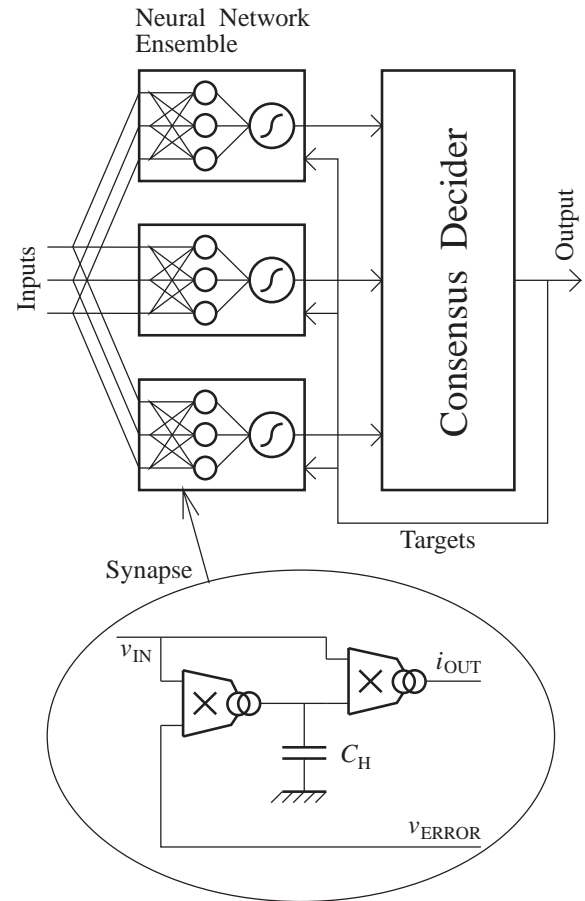 Neural Network
Ensemble
Inputs
Consensus Decider
Output
Targets
Synapse
vIN
iOUT
CH
vERROR